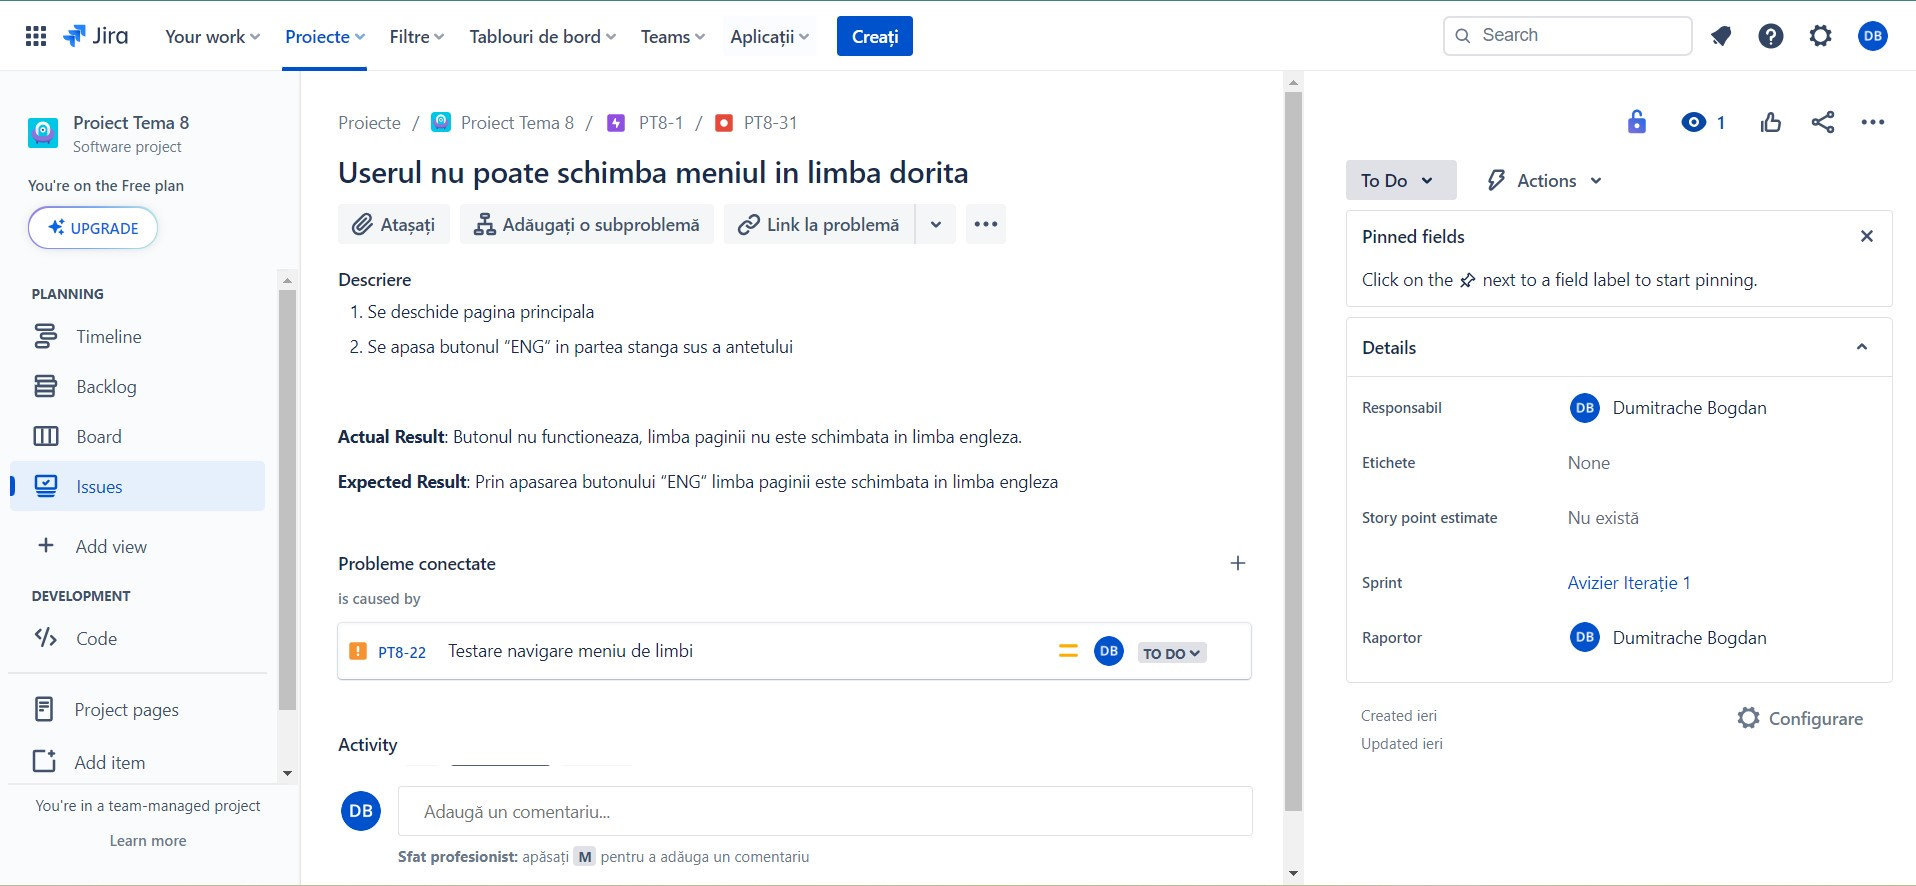 Jira
Your work
Proiecte
Filtre
Tablouri de bord
Teams
Aplicații
Creați
Search
DB
Proiect Tema 8
Software project
You're on the Free plan
UPGRADE
PLANNING
Timeline
Backlog
Board
Issues
Add view
DEVELOPMENT
Code
Project pages
Add item
You're in a team-managed project
Learn more
Proiecte / Proiect Tema 8 / PT8-1 / PT8-31
Userul nu poate schimba meniul in limba dorita
Atașați
Adăugați o subproblemă
Link la problemă
Descriere
1. Se deschide pagina principala
2. Se apasa butonul “ENG” in partea stanga sus a antetului
Actual Result: Butonul nu functioneaza, limba paginii nu este schimbata in limba engleza.
Expected Result: Prin apasarea butonului “ENG” limba paginii este schimbata in limba engleza
Probleme conectate
is caused by
PT8-22 Testare navigare meniu de limbi DB TO DO
Activity
DB
Adaugă un comentariu...
Sfat profesionist: apăsați M pentru a adăuga un comentariu
1
To Do
Actions
Pinned fields
Click on the next to a field label to start pinning.
Details
Responsabil DB Dumitrache Bogdan
Etichete None
Story point estimate Nu există
Sprint Avizier Iterație 1
Raportor DB Dumitrache Bogdan
Created ieri
Updated ieri
Configurare